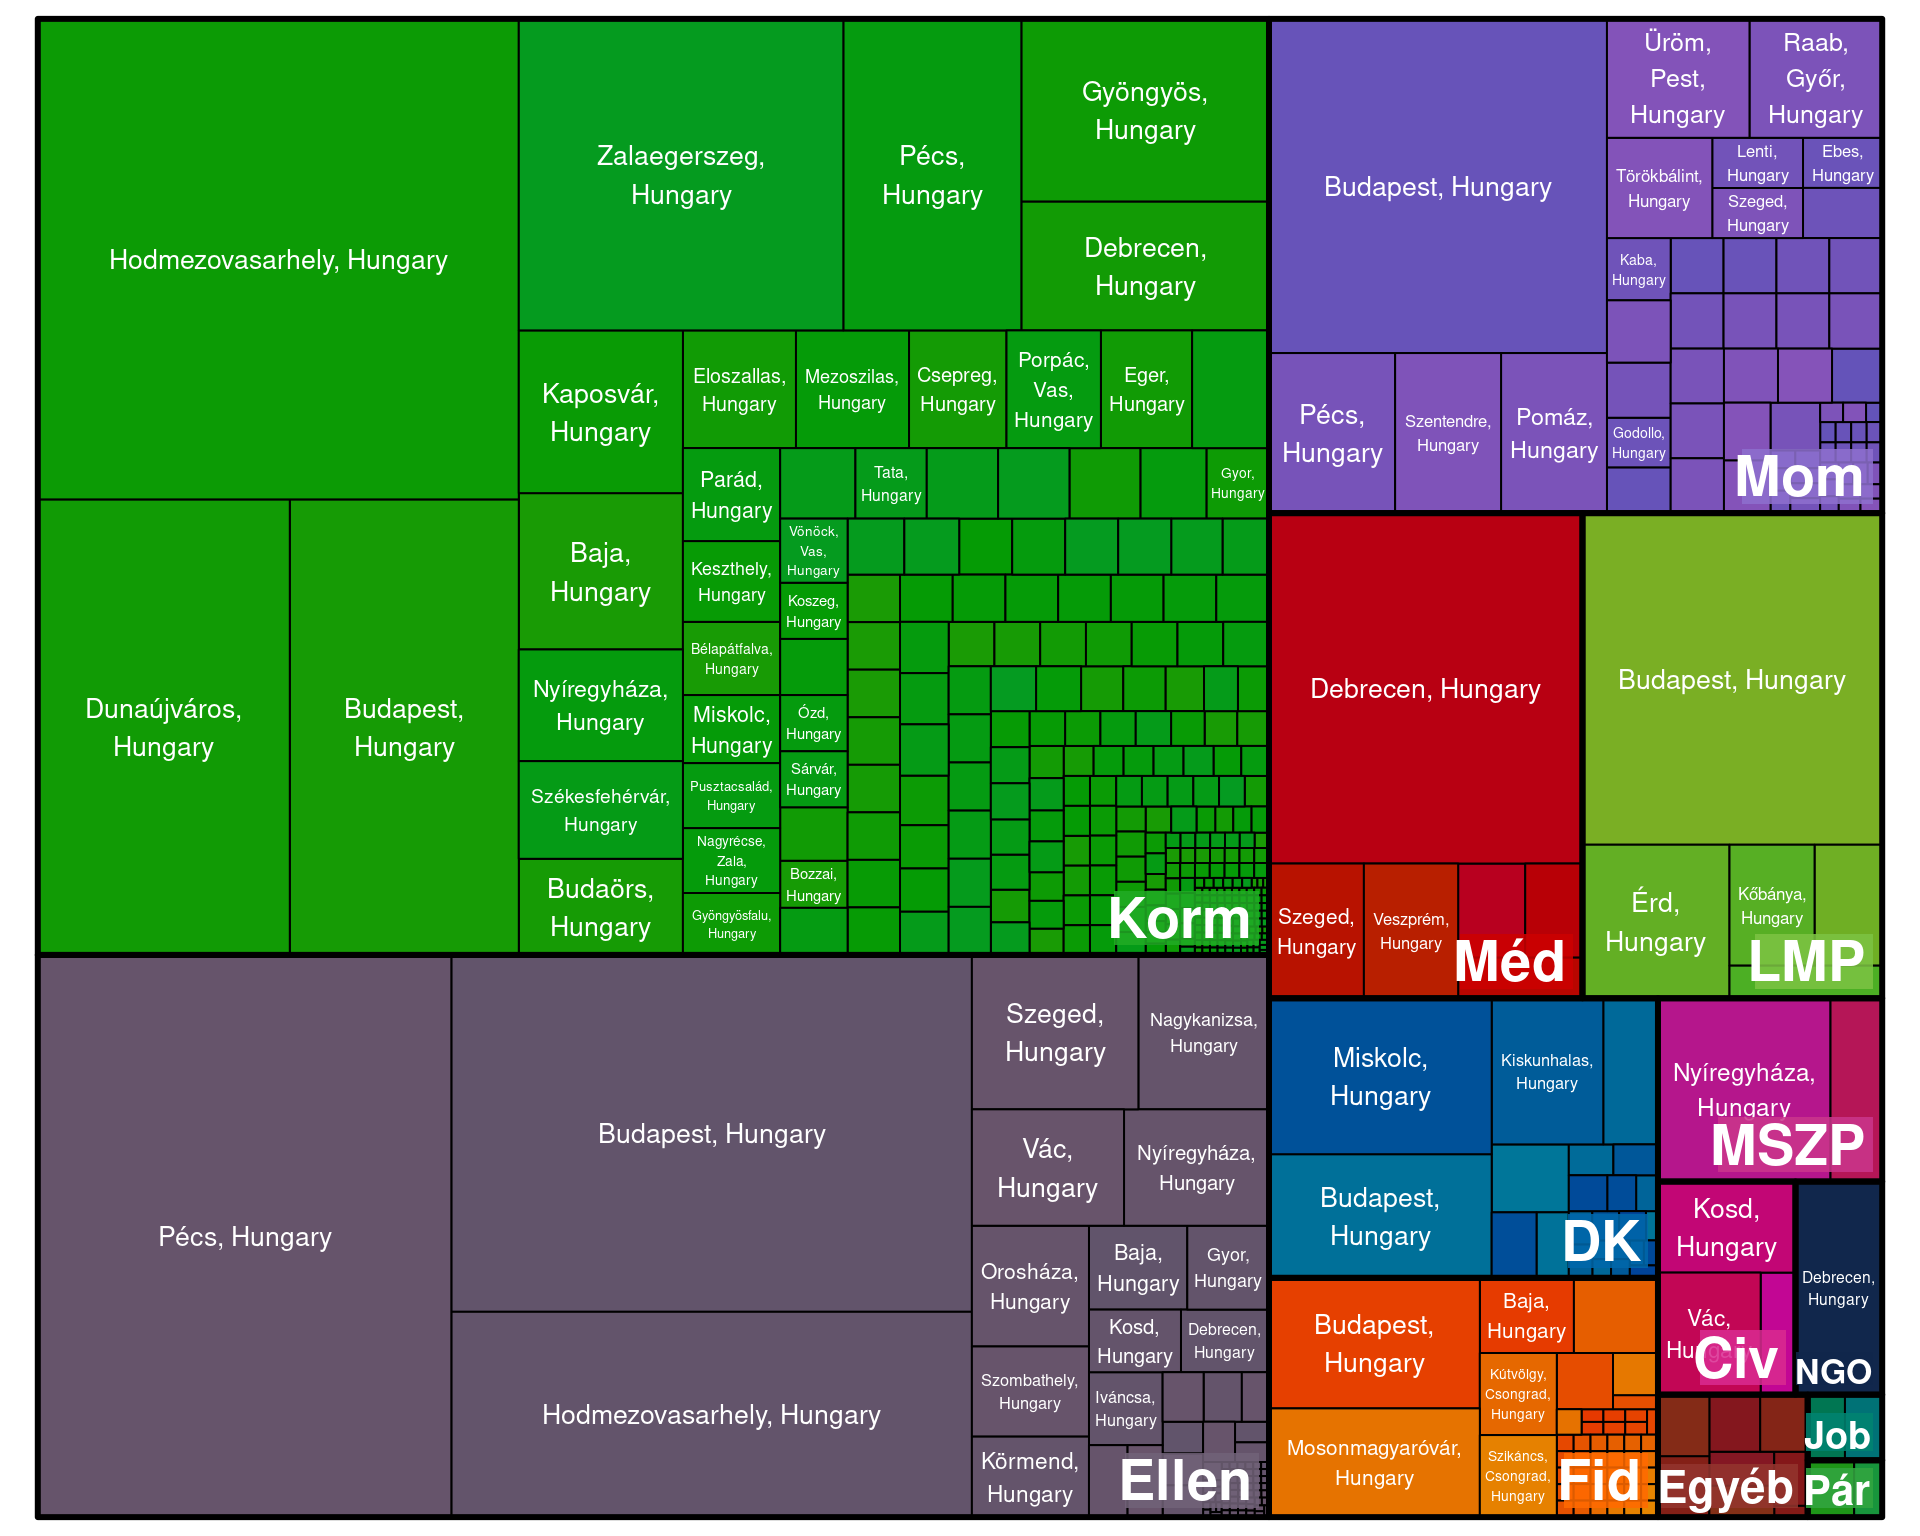 Hodmezovasarhely, Hungary
Dunaújváros,
Hungary
Budapest,
Hungary
Zalaegerszeg,
Hungary
Pécs,
Hungary
Gyöngyös,
Hungary
Debrecen,
Hungary
Kaposvár,
Hungary
Baja,
Hungary
Nyíregyháza,
Hungary
Székesfehérvár,
Hungary
Budaörs,
Hungary
Eloszallas,
Hungary
Mezoszilas,
Hungary
Csepreg,
Hungary
Porpác,
Vas,
Hungary
Eger,
Hungary
Parád,
Hungary
Keszthely,
Hungary
Bélapátfalva,
Hungary
Miskolc,
Hungary
Pusztacsalád,
Hungary
Nagyrécse,
Zala,
Hungary
Gyöngyösfalu,
Hungary
Tata,
Hungary
Gyor,
Hungary
Vönöck,
Vas,
Hungary
Koszeg,
Hungary
Ózd,
Hungary
Sárvár,
Hungary
Bozzai,
Hungary
Korm
Pécs, Hungary
Budapest, Hungary
Hodmezovasarhely, Hungary
Szeged,
Hungary
Nagykanizsa,
Hungary
Vác,
Hungary
Nyíregyháza,
Hungary
Orosháza,
Hungary
Szombathely,
Hungary
Körmend,
Hungary
Baja,
Hungary
Gyor,
Hungary
Kosd,
Hungary
Debrecen,
Hungary
Iváncsa,
Hungary
Ellen
Budapest, Hungary
Pécs,
Hungary
Szentendre,
Hungary
Pomáz,
Hungary
Üröm,
Pest,
Hungary
Raab,
Győr,
Hungary
Törökbálint,
Hungary
Lenti,
Hungary
Ebes,
Hungary
Szeged,
Hungary
Kaba,
Hungary
Godollo,
Hungary
Mom
Debrecen, Hungary
Szeged,
Hungary
Veszprém,
Hungary
Méd
Budapest, Hungary
Érd,
Hungary
Kőbánya,
Hungary
LMP
Miskolc,
Hungary
Budapest,
Hungary
Kiskunhalas,
Hungary
DK
Nyíregyháza,
Hungary
MSZP
Kosd,
Hungary
Vác,
Hungary
Civ
Debrecen,
Hungary
NGO
Budapest,
Hungary
Mosonmagyaróvár,
Hungary
Baja,
Hungary
Kútvölgy,
Csongrad,
Hungary
Szikáncs,
Csongrad,
Hungary
Fid
Egyéb
Job
Pár